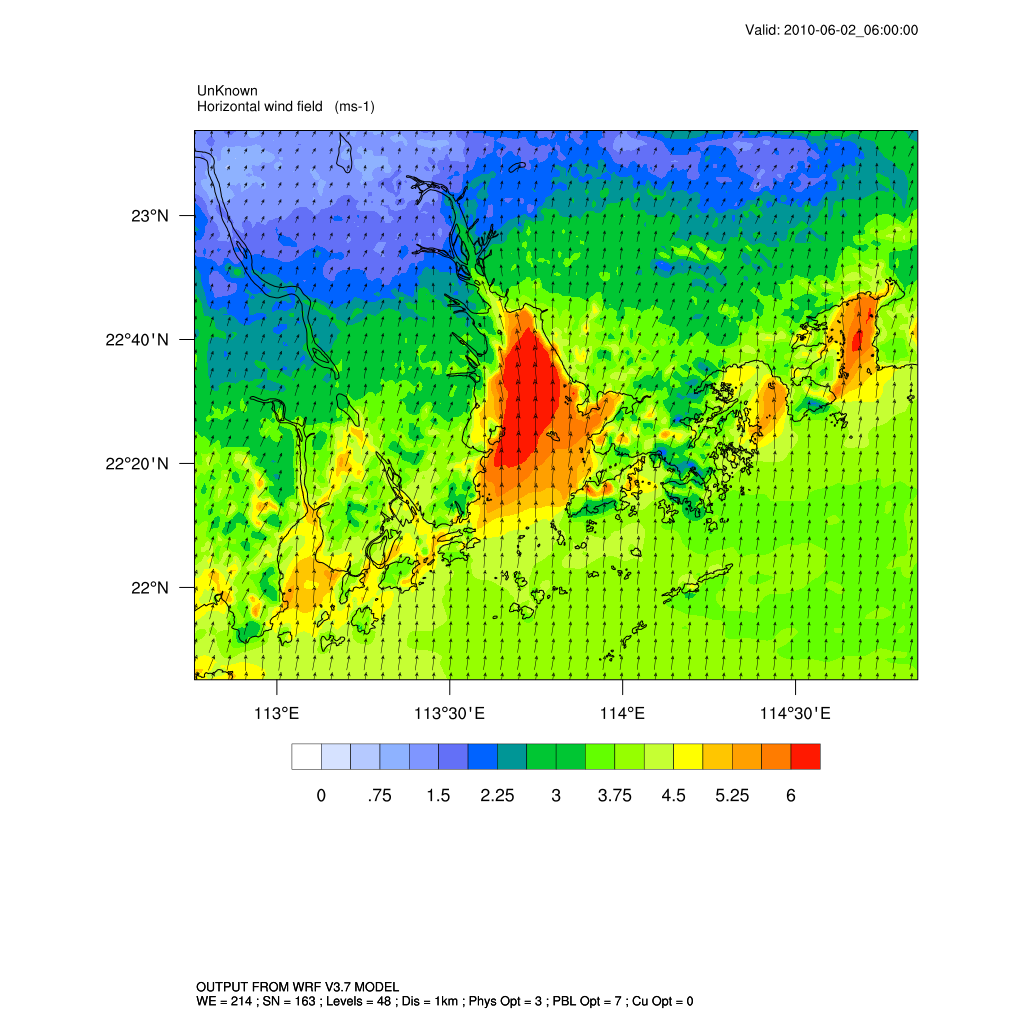 Valid: 2010-06-02_06:00:00
UnKnown
Horizontal wind field (ms-1)
23°N
22°40'N
22°20'N
22°N
113°E 113°30'E 114°E 114°30'E
0 .75 1.5 2.25 3 3.75 4.5 5.25 6
OUTPUT FROM WRF V3.7 MODEL
WE = 214 ; SN = 163 ; Levels = 48 ; Dis = 1km ; Phys Opt = 3 ; PBL Opt = 7 ; Cu Opt = 0